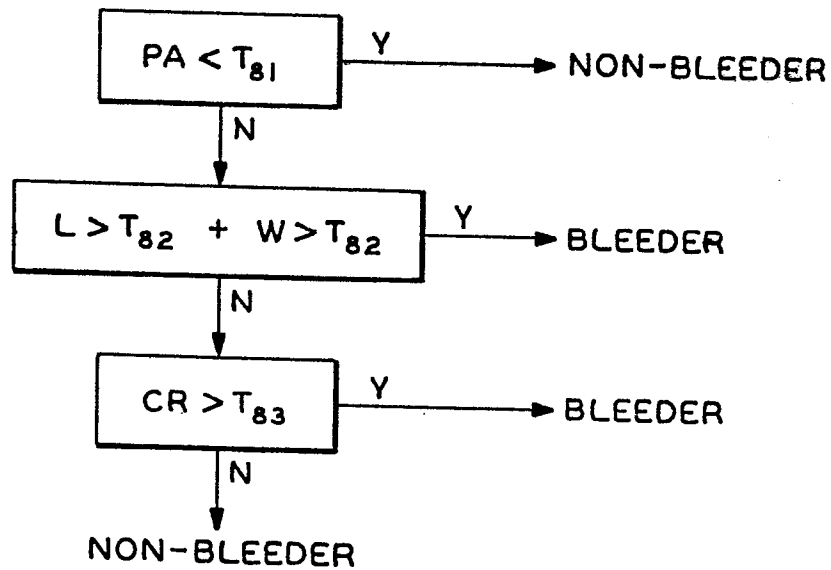 PA < T81 Y NON-BLEEDER
N
L > T82 + W > T82 Y BLEEDER
N
CR > T83 Y BLEEDER
N
NON-BLEEDER